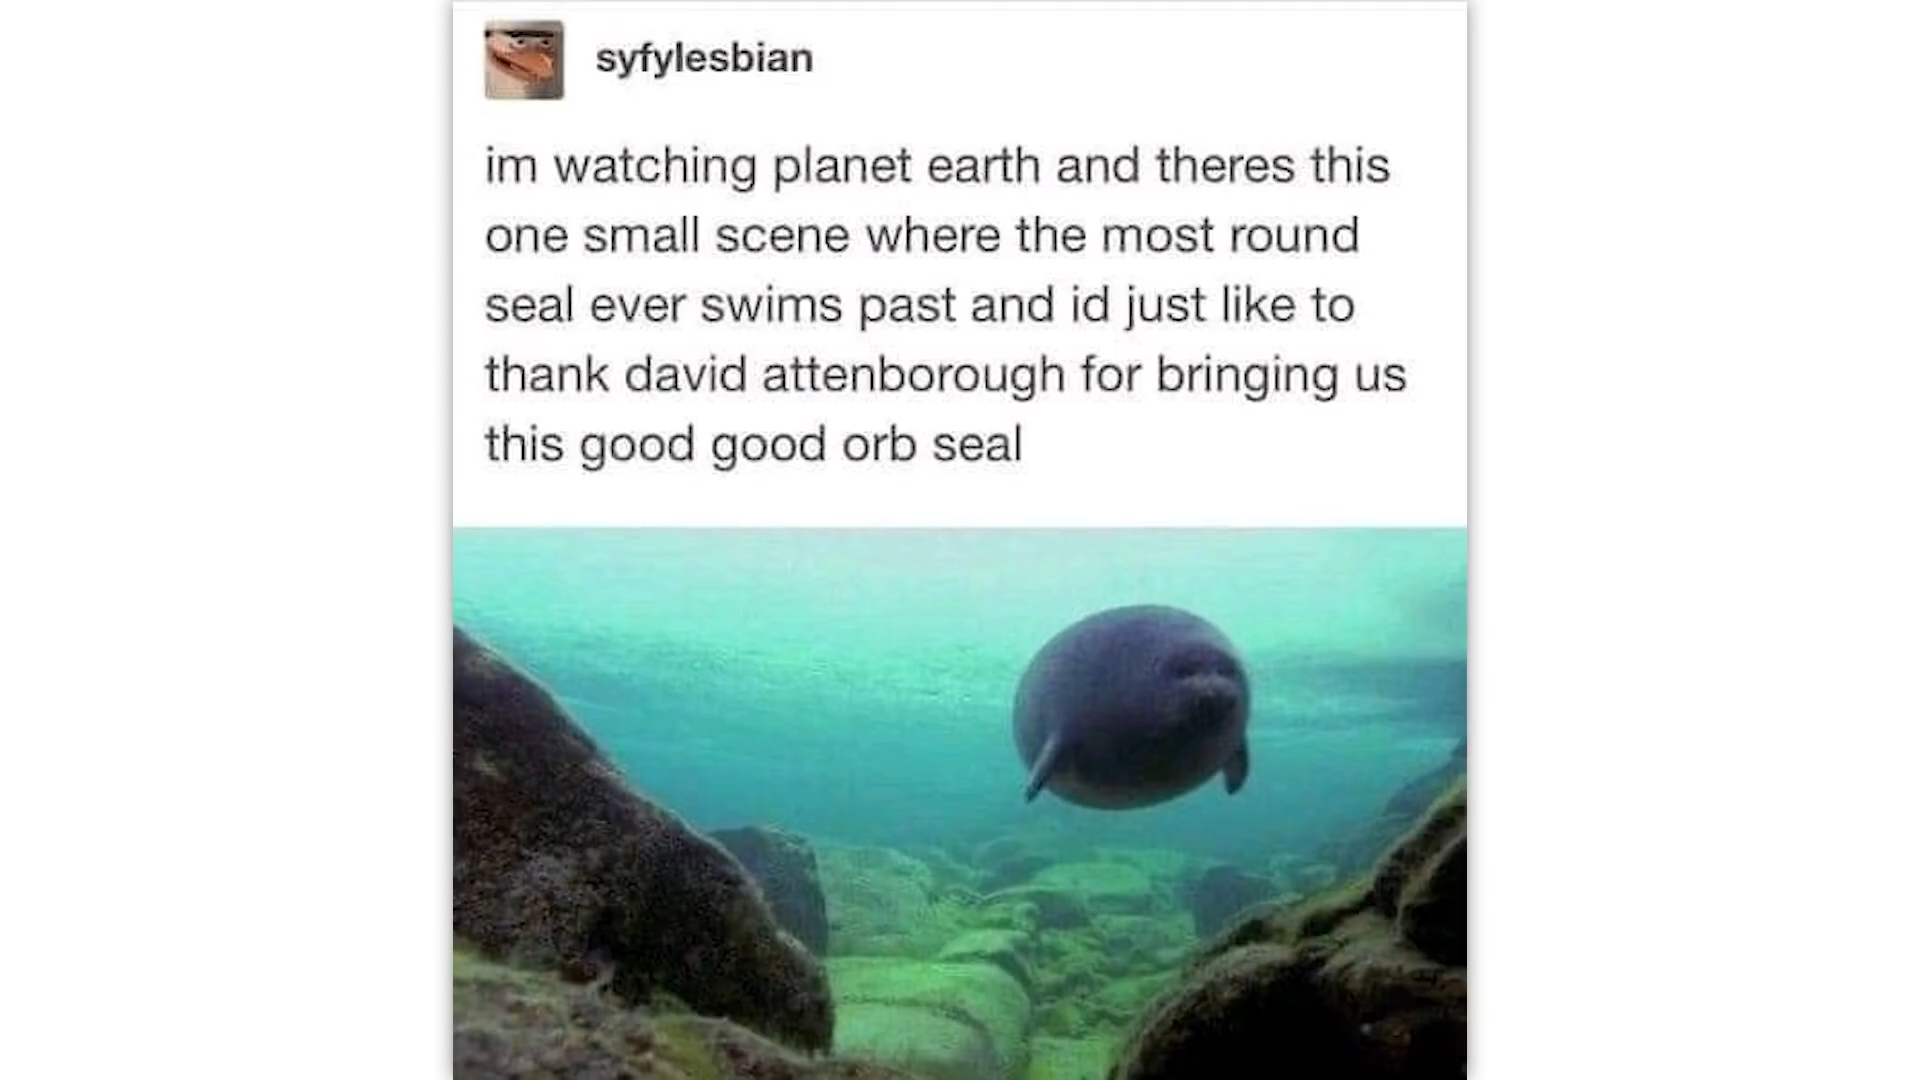 syfylesbian
im watching planet earth and theres this
one small scene where the most round
seal ever swims past and id just like to
thank david attenborough for bringing us
this good good orb seal